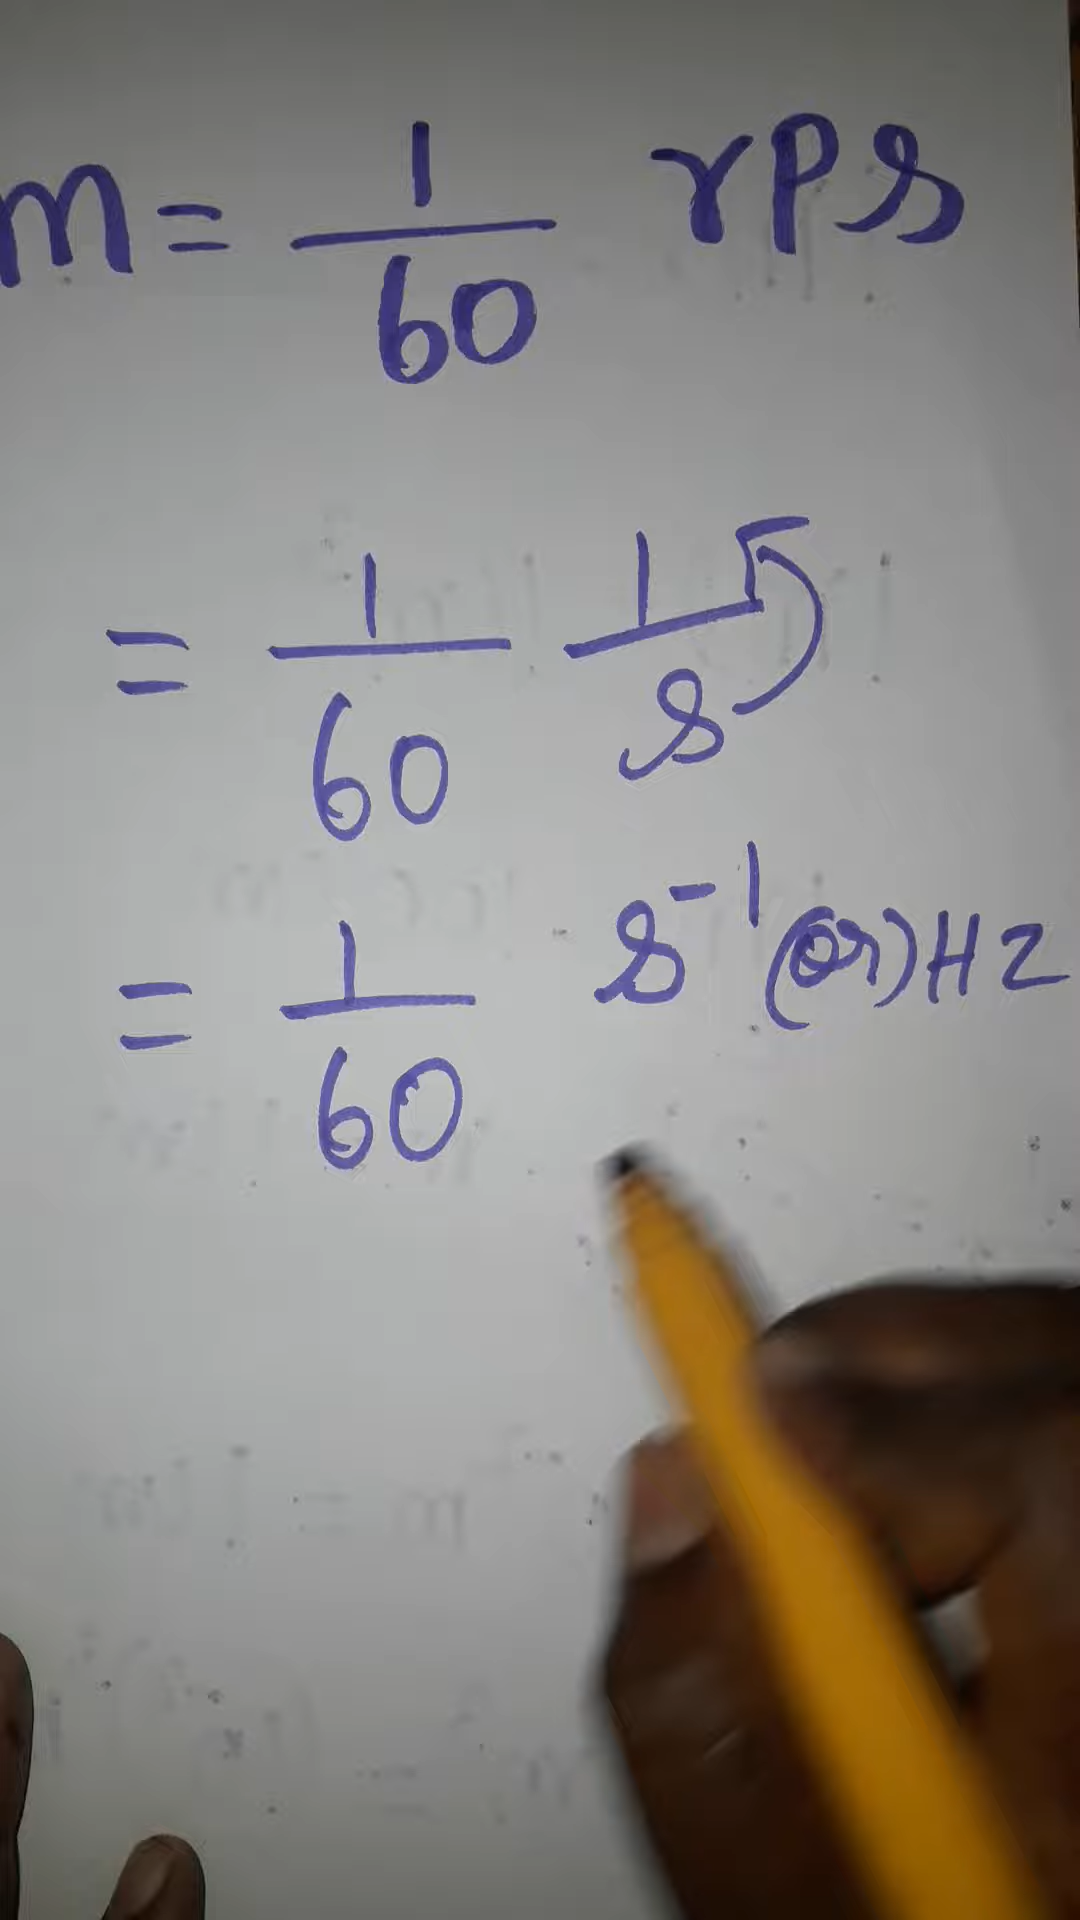 m = 1/60 rps
= 1/60 1/s
= 1/60 s⁻¹ (or) HZ